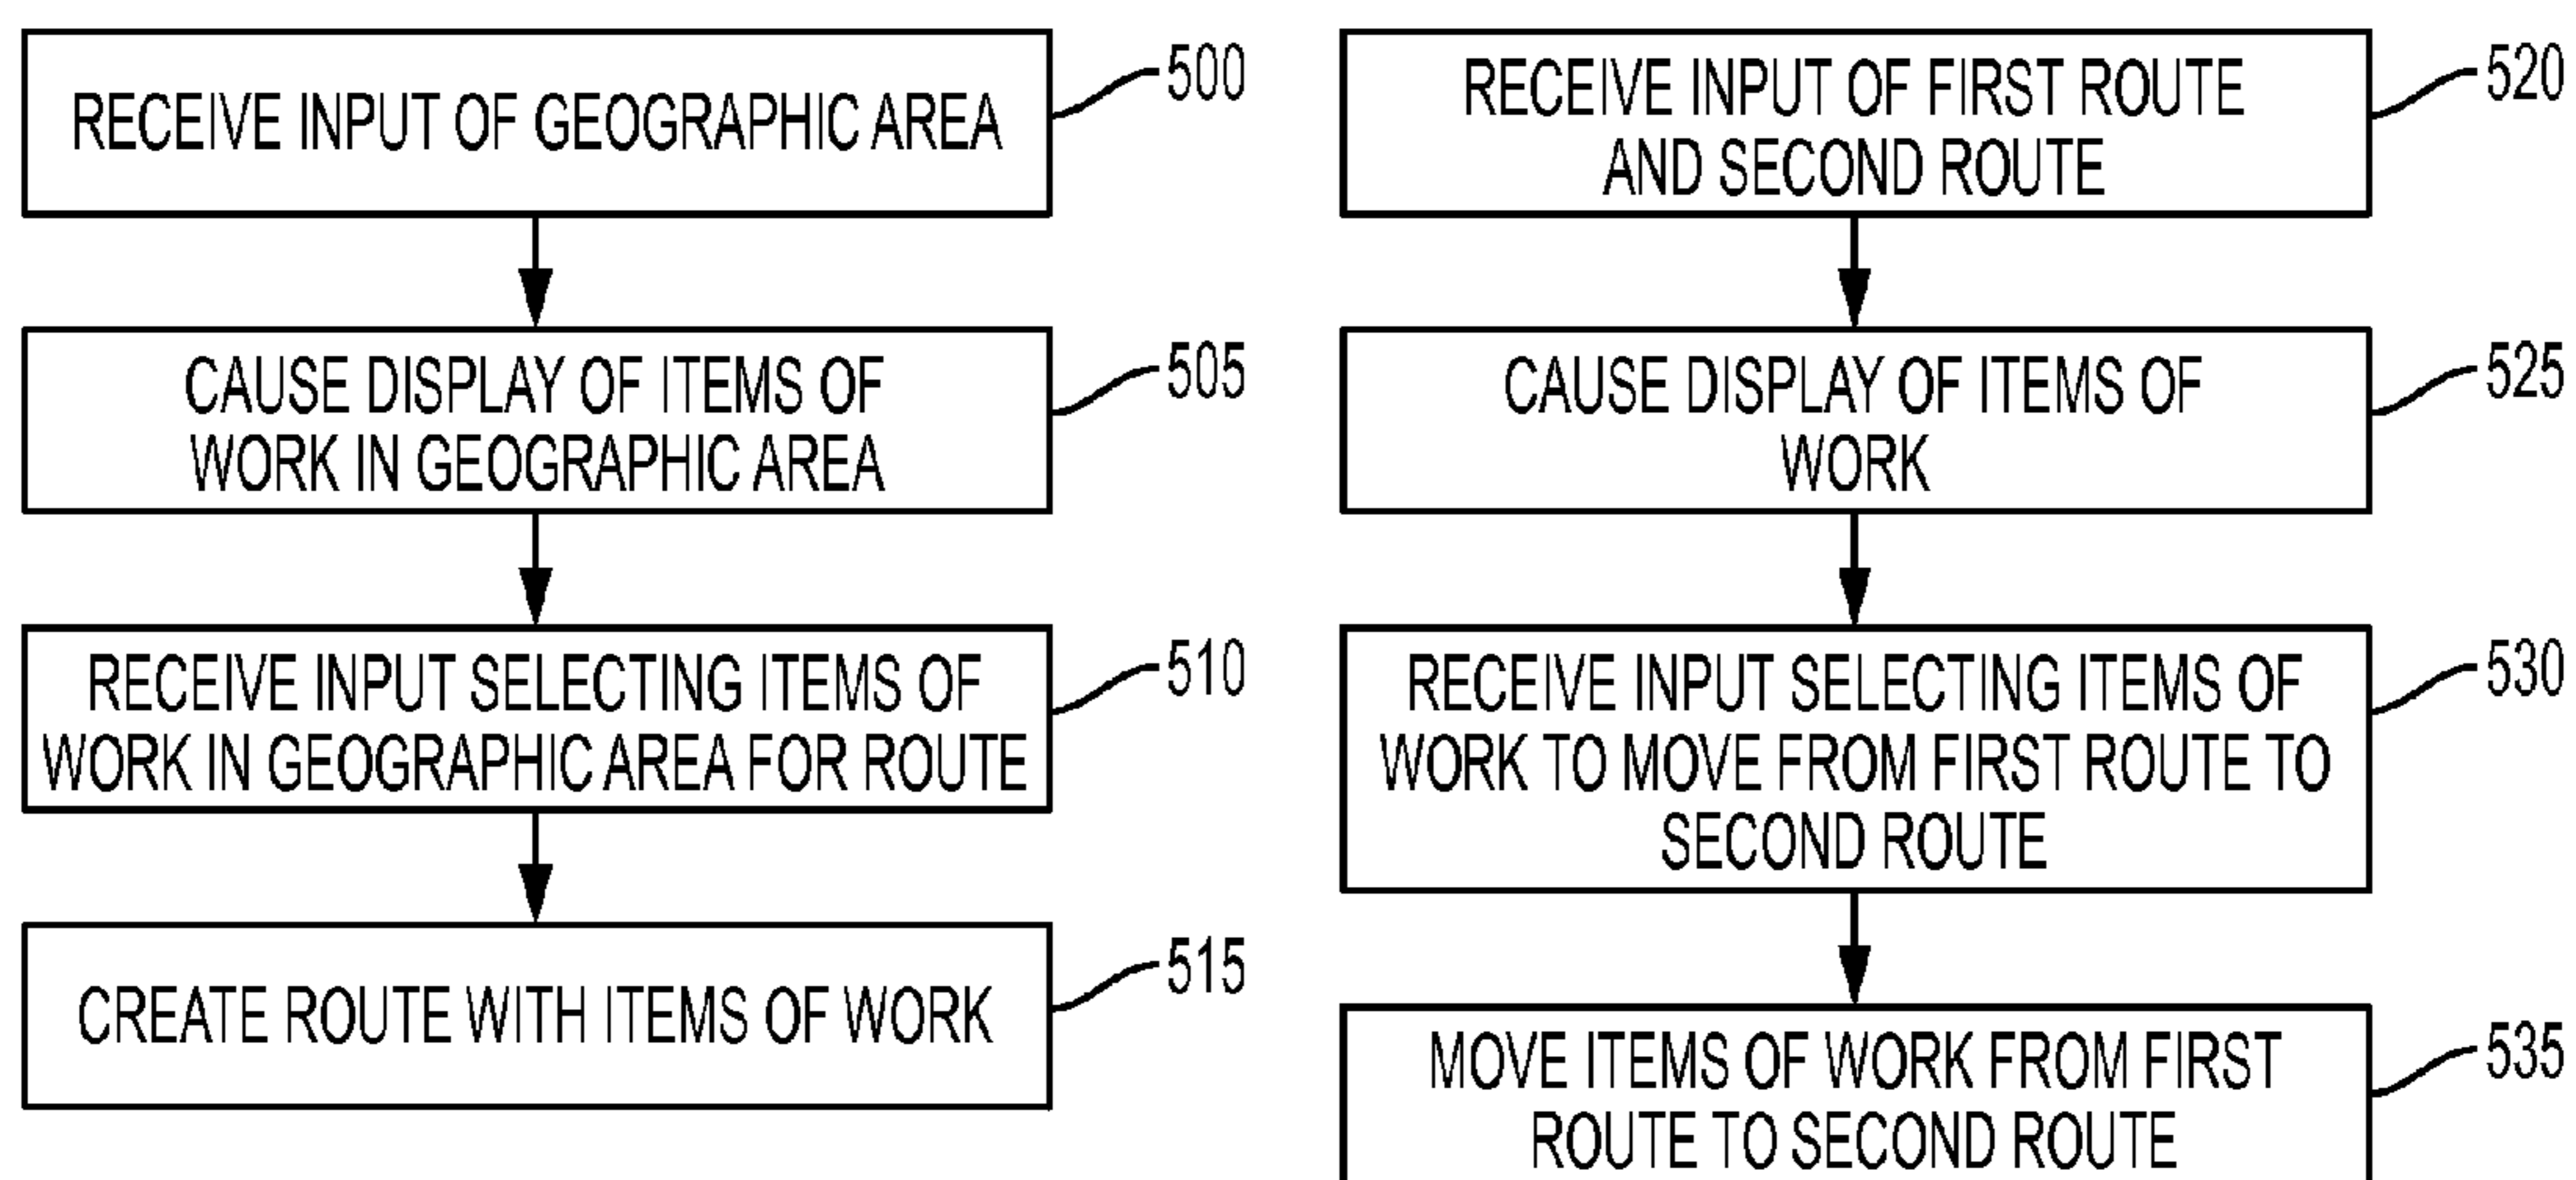 RECEIVE INPUT OF GEOGRAPHIC AREA
500
CAUSE DISPLAY OF ITEMS OF
WORK IN GEOGRAPHIC AREA
505
RECEIVE INPUT SELECTING ITEMS OF
WORK IN GEOGRAPHIC AREA FOR ROUTE
510
CREATE ROUTE WITH ITEMS OF WORK
515
RECEIVE INPUT OF FIRST ROUTE
AND SECOND ROUTE
520
CAUSE DISPLAY OF ITEMS OF
WORK
525
RECEIVE INPUT SELECTING ITEMS OF
WORK TO MOVE FROM FIRST ROUTE TO
SECOND ROUTE
530
MOVE ITEMS OF WORK FROM FIRST
ROUTE TO SECOND ROUTE
535